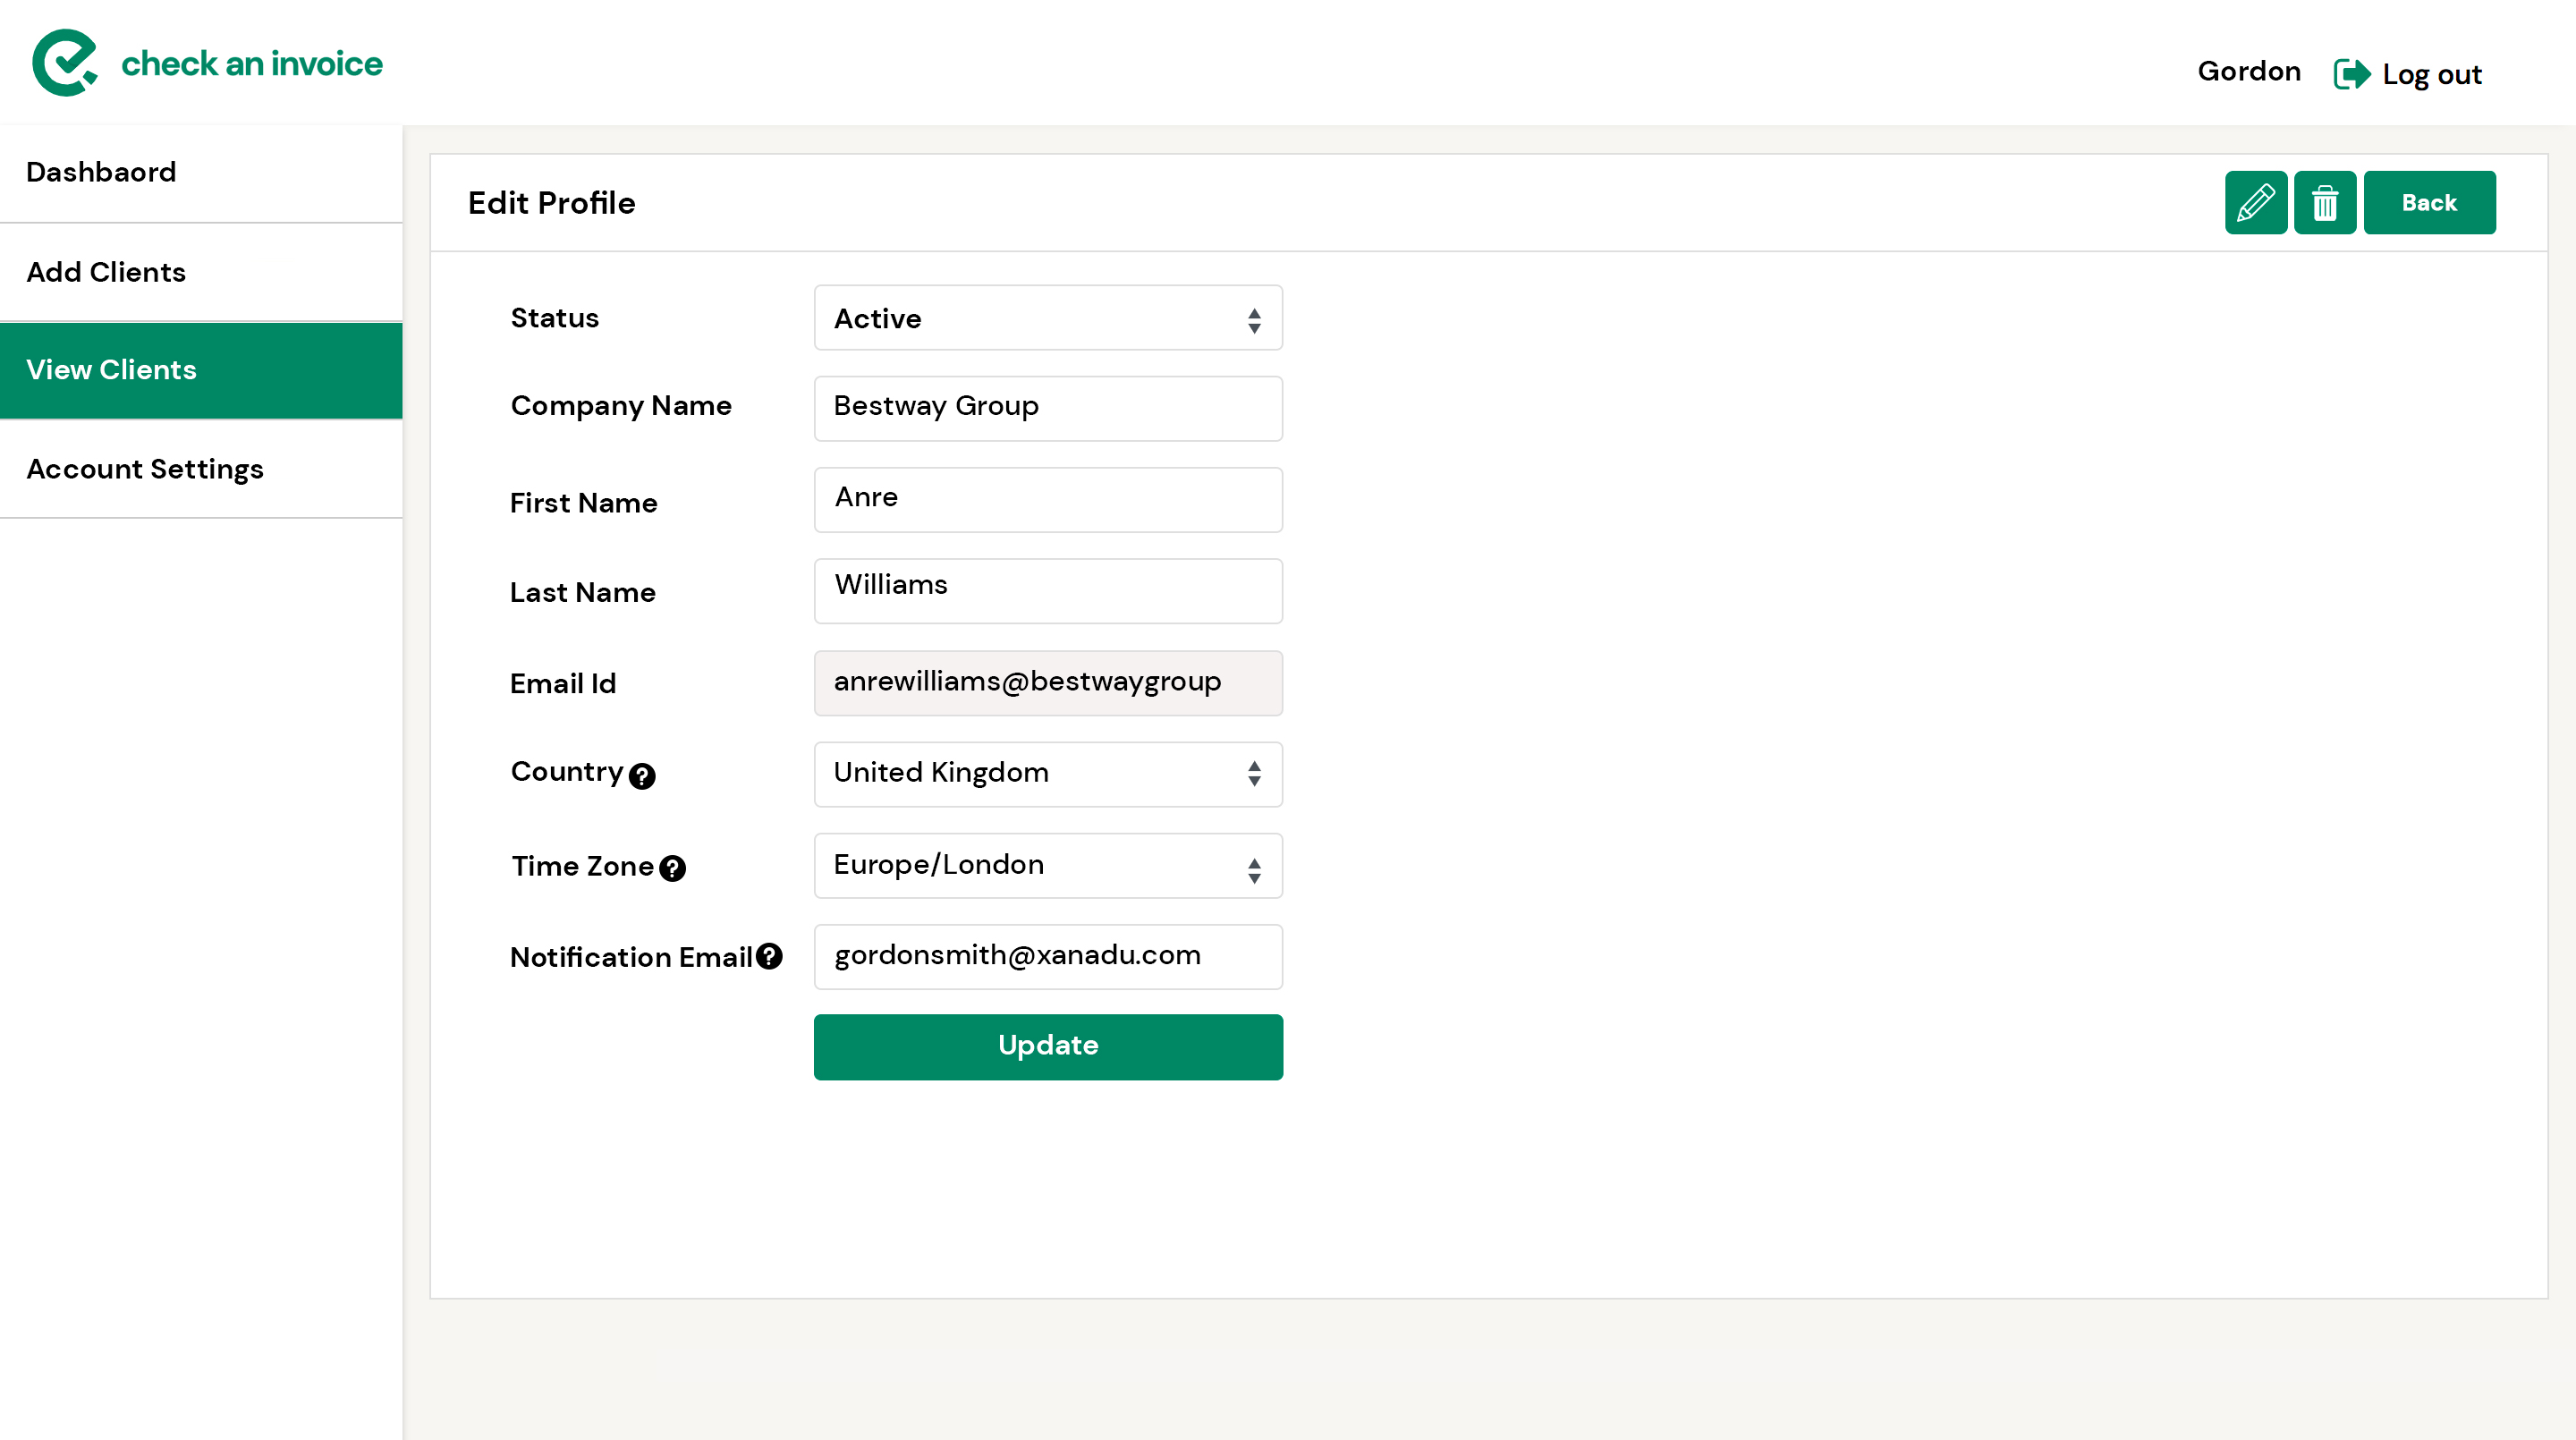 check an invoice
Gordon
Log out
Dashbaord
Add Clients
View Clients
Account Settings
Edit Profile
Back
Status
Active
Company Name
Bestway Group
First Name
Anre
Last Name
Williams
Email Id
anrewilliams@bestwaygroup
Country ?
United Kingdom
Time Zone ?
Europe/London
Notification Email ?
gordonsmith@xanadu.com
Update